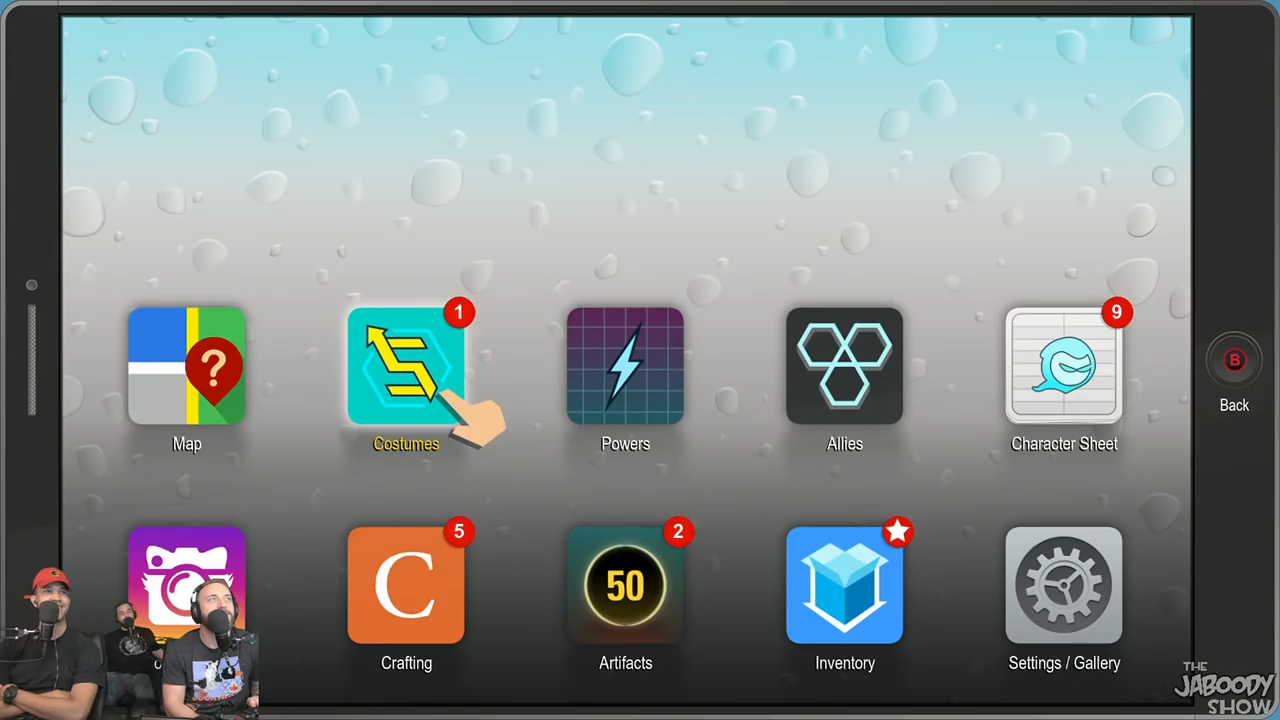 1
9
?
B
Back
Map
Costumes
Powers
Allies
Character Sheet
5
2
C
50
Crafting
Artifacts
Inventory
Settings / Gallery
THE
JABOODY
SHOW